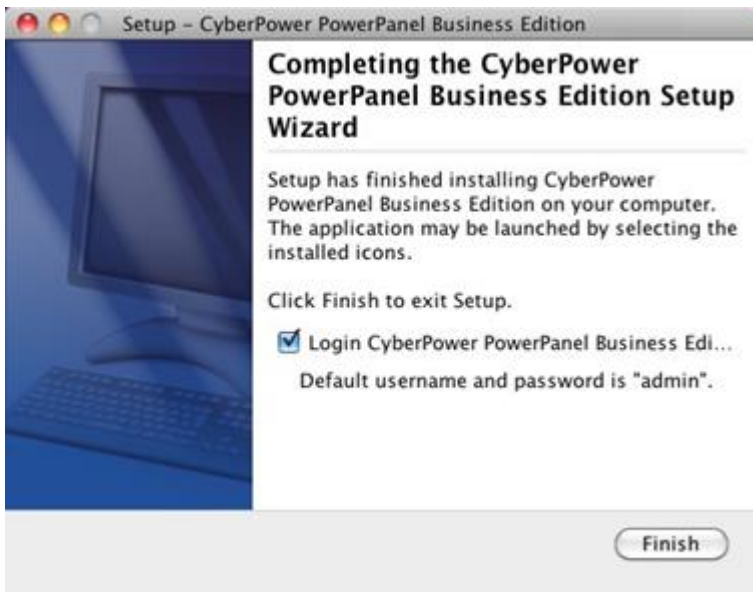 Setup – CyberPower PowerPanel Business Edition
Completing the CyberPower
PowerPanel Business Edition Setup
Wizard
Setup has finished installing CyberPower
PowerPanel Business Edition on your computer.
The application may be launched by selecting the
installed icons.
Click Finish to exit Setup.
Login CyberPower PowerPanel Business Edi...
Default username and password is "admin".
Finish